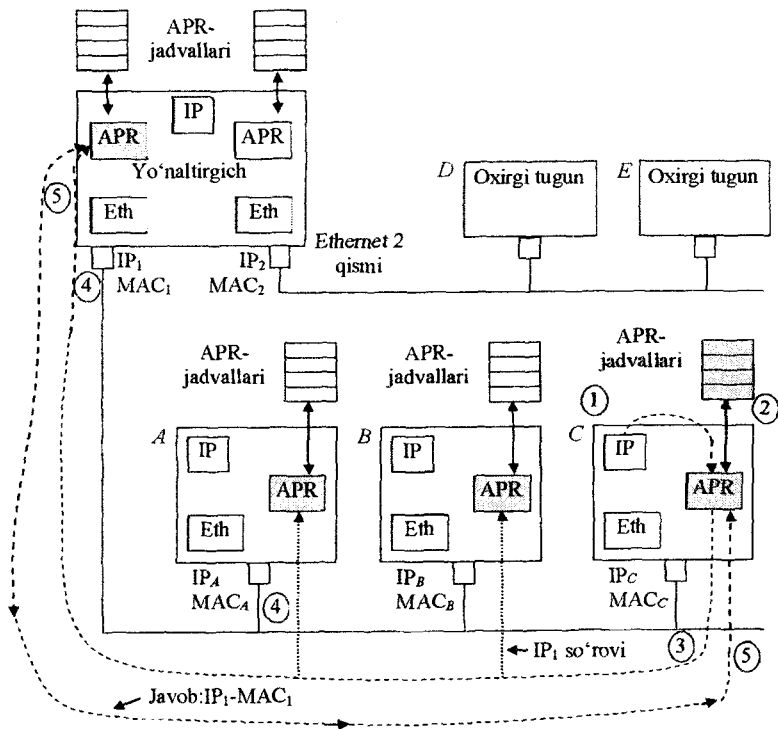 APR-
jadvallari
IP
APR
APR
Yo‘naltirgich
Eth
Eth
5
4
IP₁
MAC₁
IP₂
MAC₂
Ethernet 2
qismi
D
Oxirgi tugun
E
Oxirgi tugun
APR-
jadvallari
APR-
jadvallari
APR-
jadvallari
1
2
A
IP
APR
Eth
B
IP
APR
Eth
C
IP
APR
Eth
IPA
MACA
4
IPB
MACB
IPC
MACC
IP₁ so‘rovi
3
5
Javob:IP₁-MAC₁